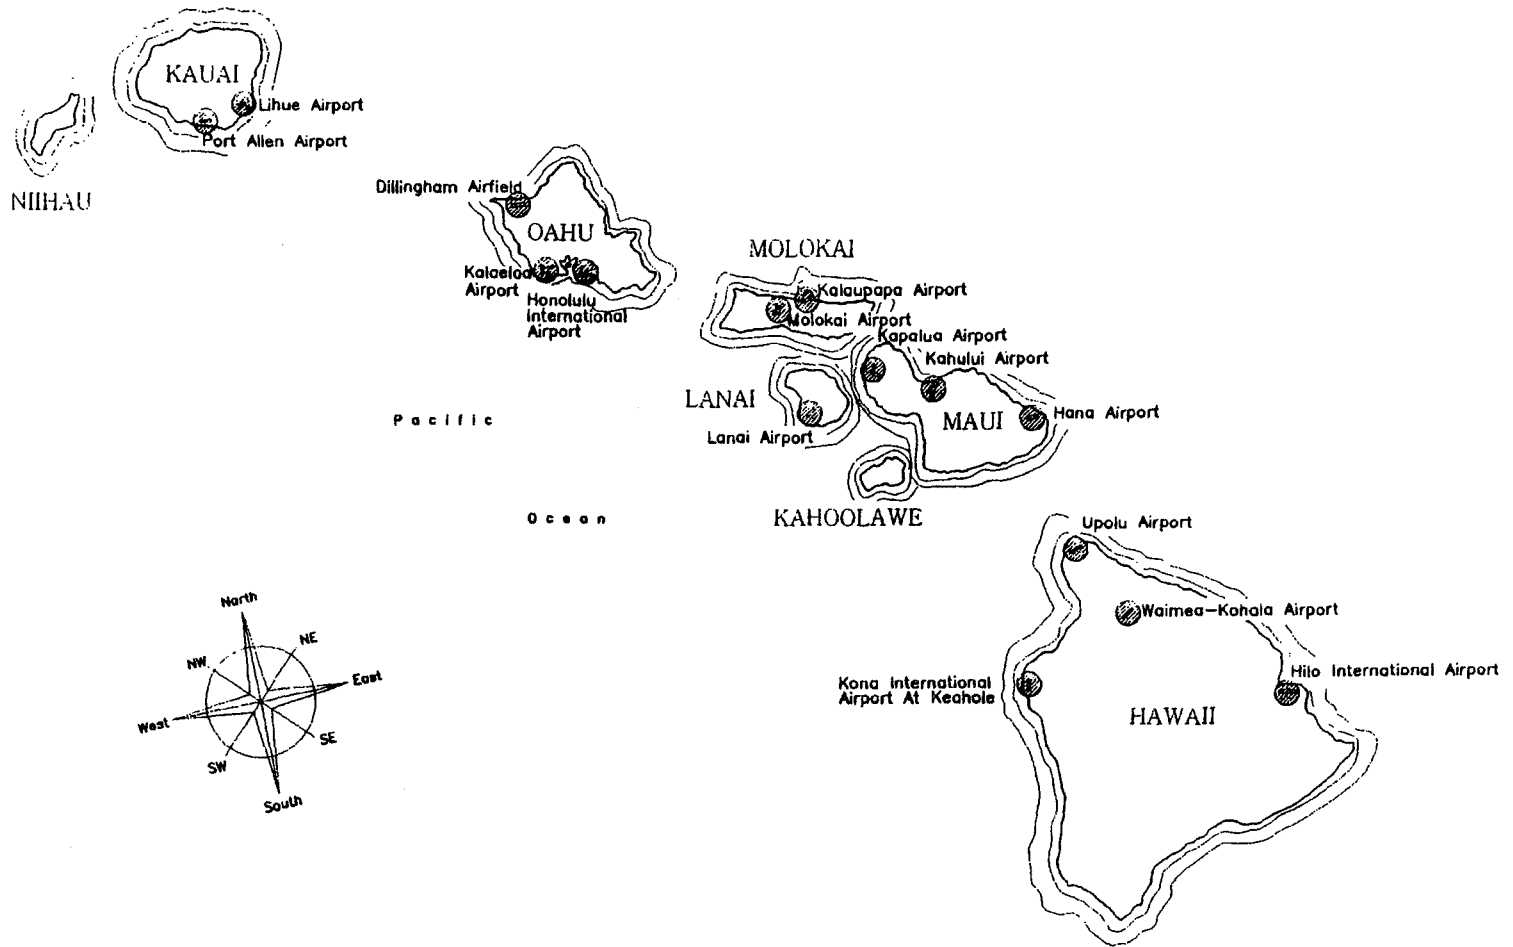 KAUAI
Lihue Airport
Port Allen Airport
NIIHAU
Dillingham Airfield
OAHU
Kalaeloa
Airport
Honolulu
International
Airport
MOLOKAI
Kalaupapa Airport
Molokai Airport
Kapalua Airport
Kahului Airport
LANAI
Lanai Airport
MAUI
Hana Airport
Pacific
Ocean
KAHOOLAWE
Upolu Airport
Waimea-Kohala Airport
Kona International
Airport At Keahole
Hilo International Airport
HAWAII
North
NE
NW
East
West
SE
SW
South